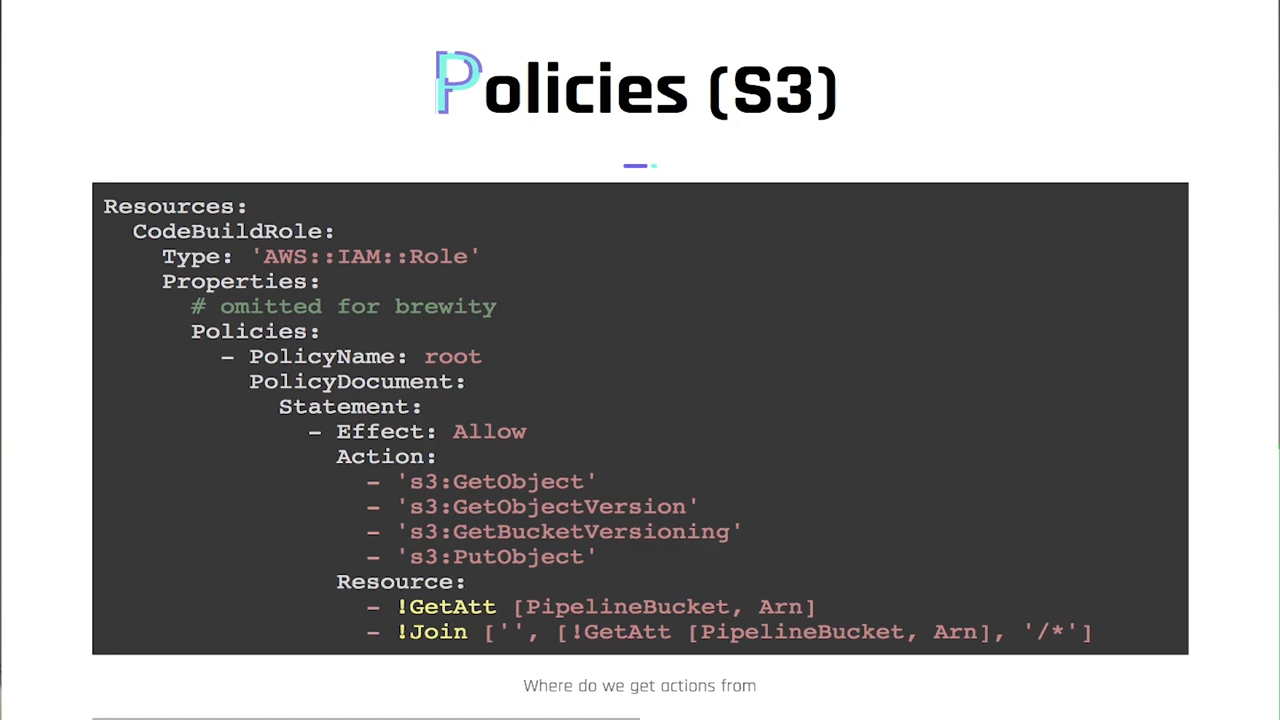 Policies (S3)
Resources:
  CodeBuildRole:
    Type: 'AWS::IAM::Role'
    Properties:
      # omitted for brewity
      Policies:
        - PolicyName: root
          PolicyDocument:
            Statement:
              - Effect: Allow
                Action:
                  - 's3:GetObject'
                  - 's3:GetObjectVersion'
                  - 's3:GetBucketVersioning'
                  - 's3:PutObject'
                Resource:
                  - !GetAtt [PipelineBucket, Arn]
                  - !Join ['', [!GetAtt [PipelineBucket, Arn], '/*']
Where do we get actions from